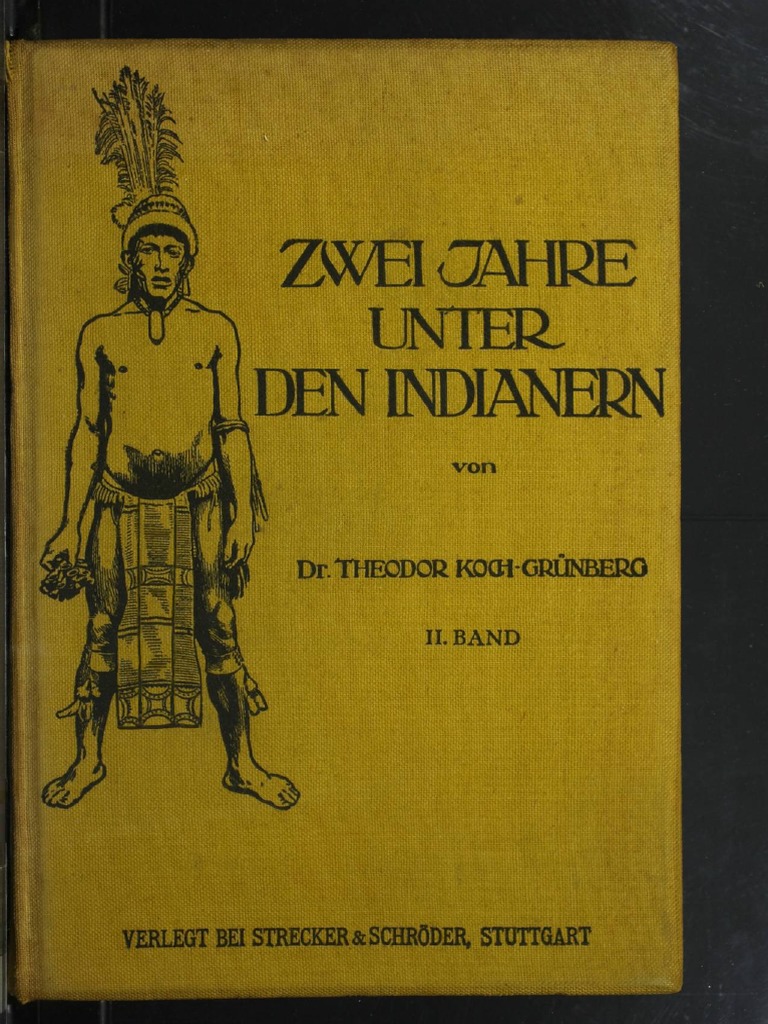 ZWEI JAHRE
UNTER
DEN INDIANERN
von
Dr. THEODOR KOCH-GRÜNBERG
II. BAND
VERLEGT BEI STRECKER & SCHRÖDER, STUTTGART